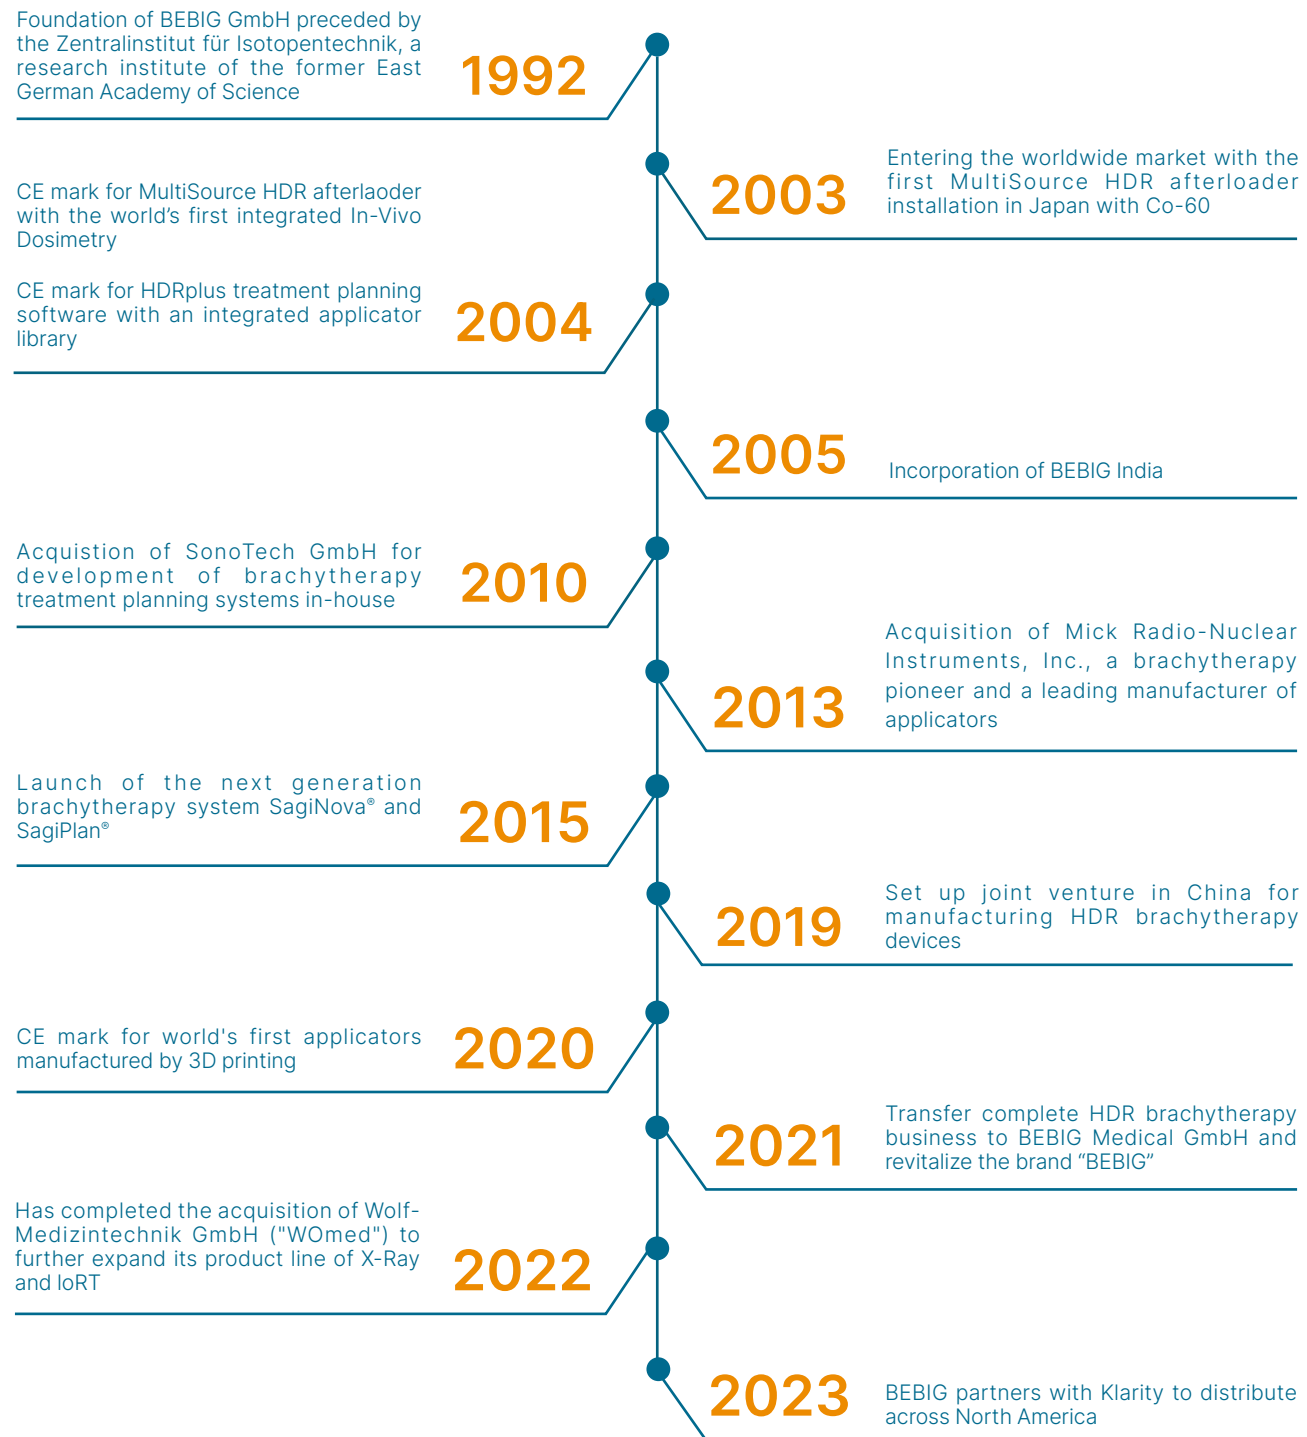 Foundation of BEBIG GmbH preceded by
the Zentralinstitut für Isotopentechnik, a
research institute of the former East
German Academy of Science
1992
2003
Entering the worldwide market with the
first MultiSource HDR afterloader
installation in Japan with Co-60
CE mark for MultiSource HDR afterlaoder
with the world’s first integrated In-Vivo
Dosimetry
CE mark for HDRplus treatment planning
software with an integrated applicator
library
2004
2005
Incorporation of BEBIG India
Acquistion of SonoTech GmbH for
development of brachytherapy
treatment planning systems in-house
2010
2013
Acquisition of Mick Radio-Nuclear
Instruments, Inc., a brachytherapy
pioneer and a leading manufacturer of
applicators
Launch of the next generation
brachytherapy system SagiNova® and
SagiPlan®
2015
2019
Set up joint venture in China for
manufacturing HDR brachytherapy
devices
CE mark for world's first applicators
manufactured by 3D printing
2020
2021
Transfer complete HDR brachytherapy
business to BEBIG Medical GmbH and
revitalize the brand “BEBIG”
Has completed the acquisition of Wolf-
Medizintechnik GmbH ("WOmed") to
further expand its product line of X-Ray
and IoRT
2022
2023
BEBIG partners with Klarity to distribute
across North America